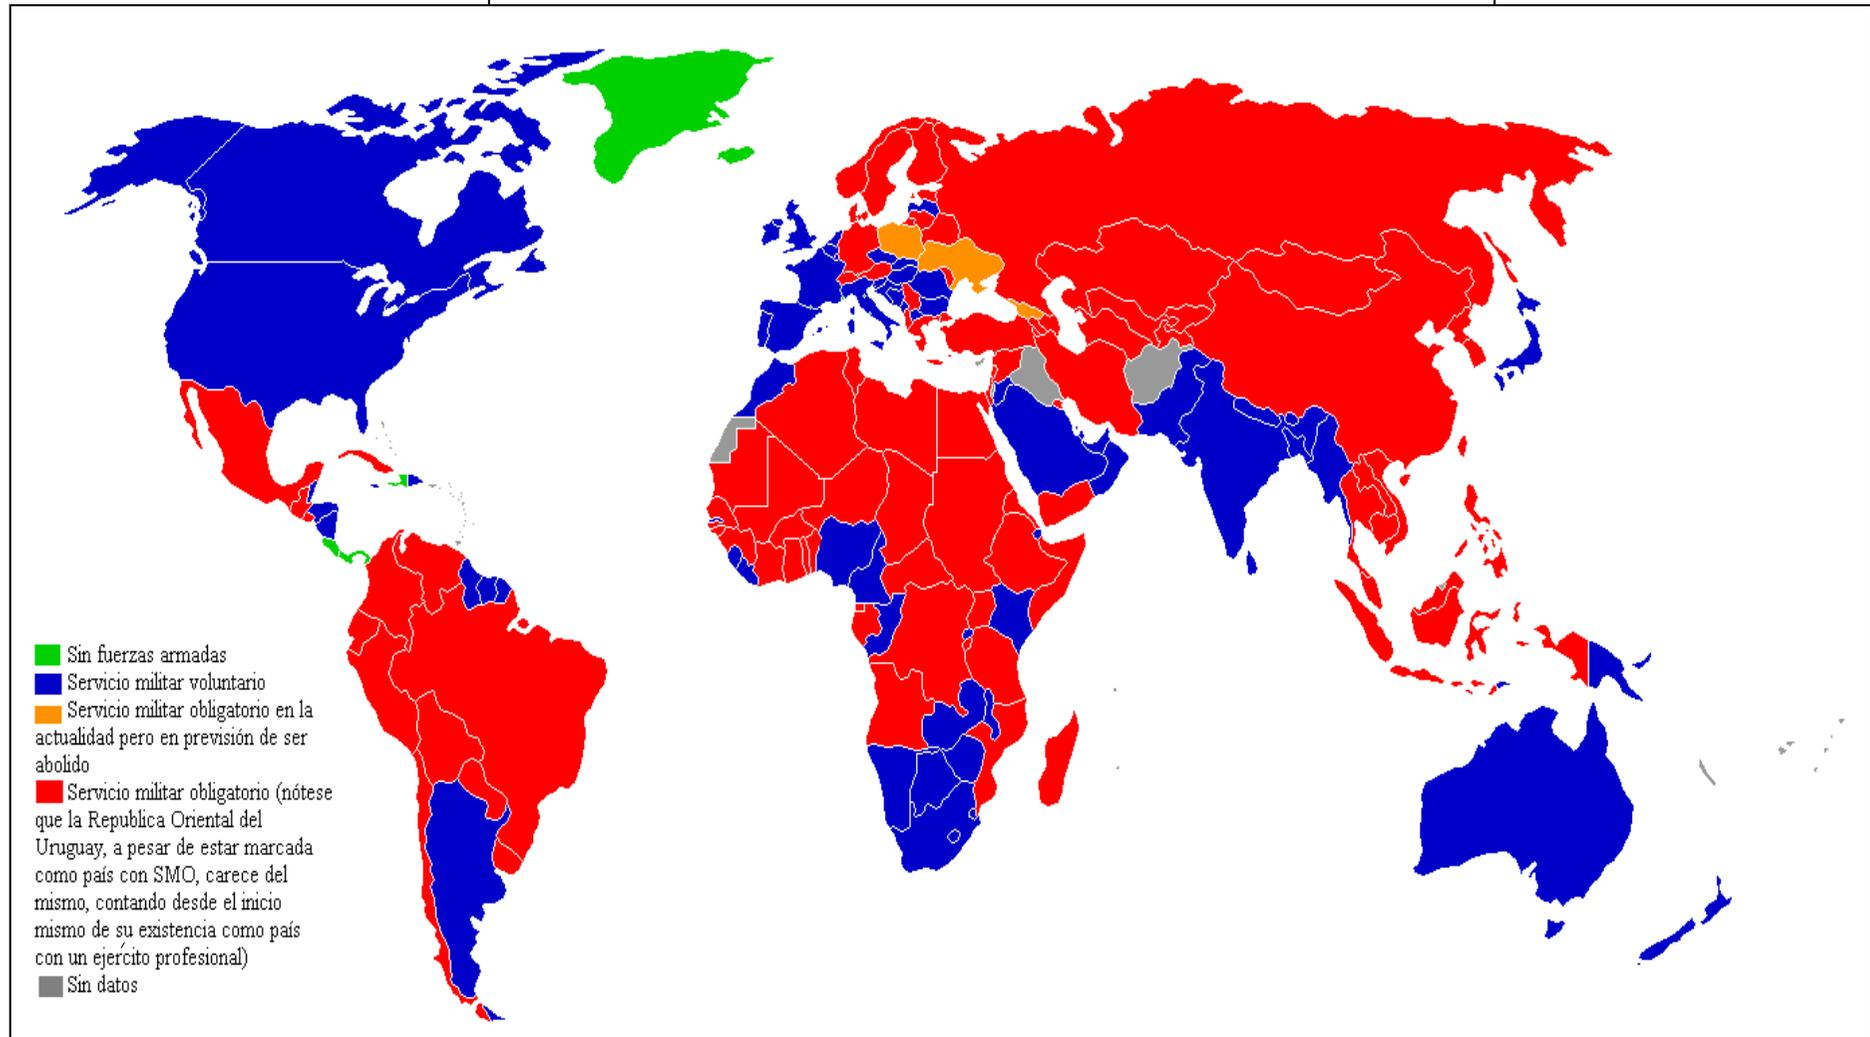 Sin fuerzas armadas
Servicio militar voluntario
Servicio militar obligatorio en la
actualidad pero en previsión de ser
abolido
Servicio militar obligatorio (nótese
que la Republica Oriental del
Uruguay, a pesar de estar marcada
como país con SMO, carece del
mismo, contando desde el inicio
mismo de su existencia como país
con un ejército profesional)
Sin datos